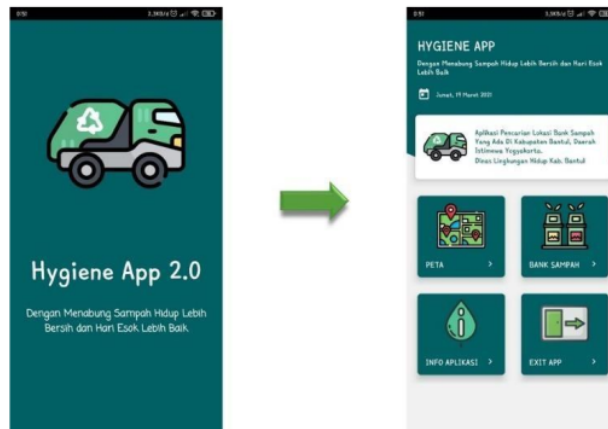 Hygiene App 2.0
Dengan Menabung Sampah Hidup Lebih
Bersih dan Hari Esok Lebih Baik.
HYGIENE APP
Dengan Menabung Sampah Hidup Lebih Bersih dan Hari Esok
Lebih Baik
Jumat, 19 Maret 2021
Aplikasi Pencarian Lokasi Bank Sampah
Yang Ada Di Kabupaten Bantul, Daerah
Istimewa Yogyakarta.
Dinas Lingkungan Hidup Kab. Bantul
PETA >
BANK SAMPAH >
INFO APLIKASI >
EXIT APP >